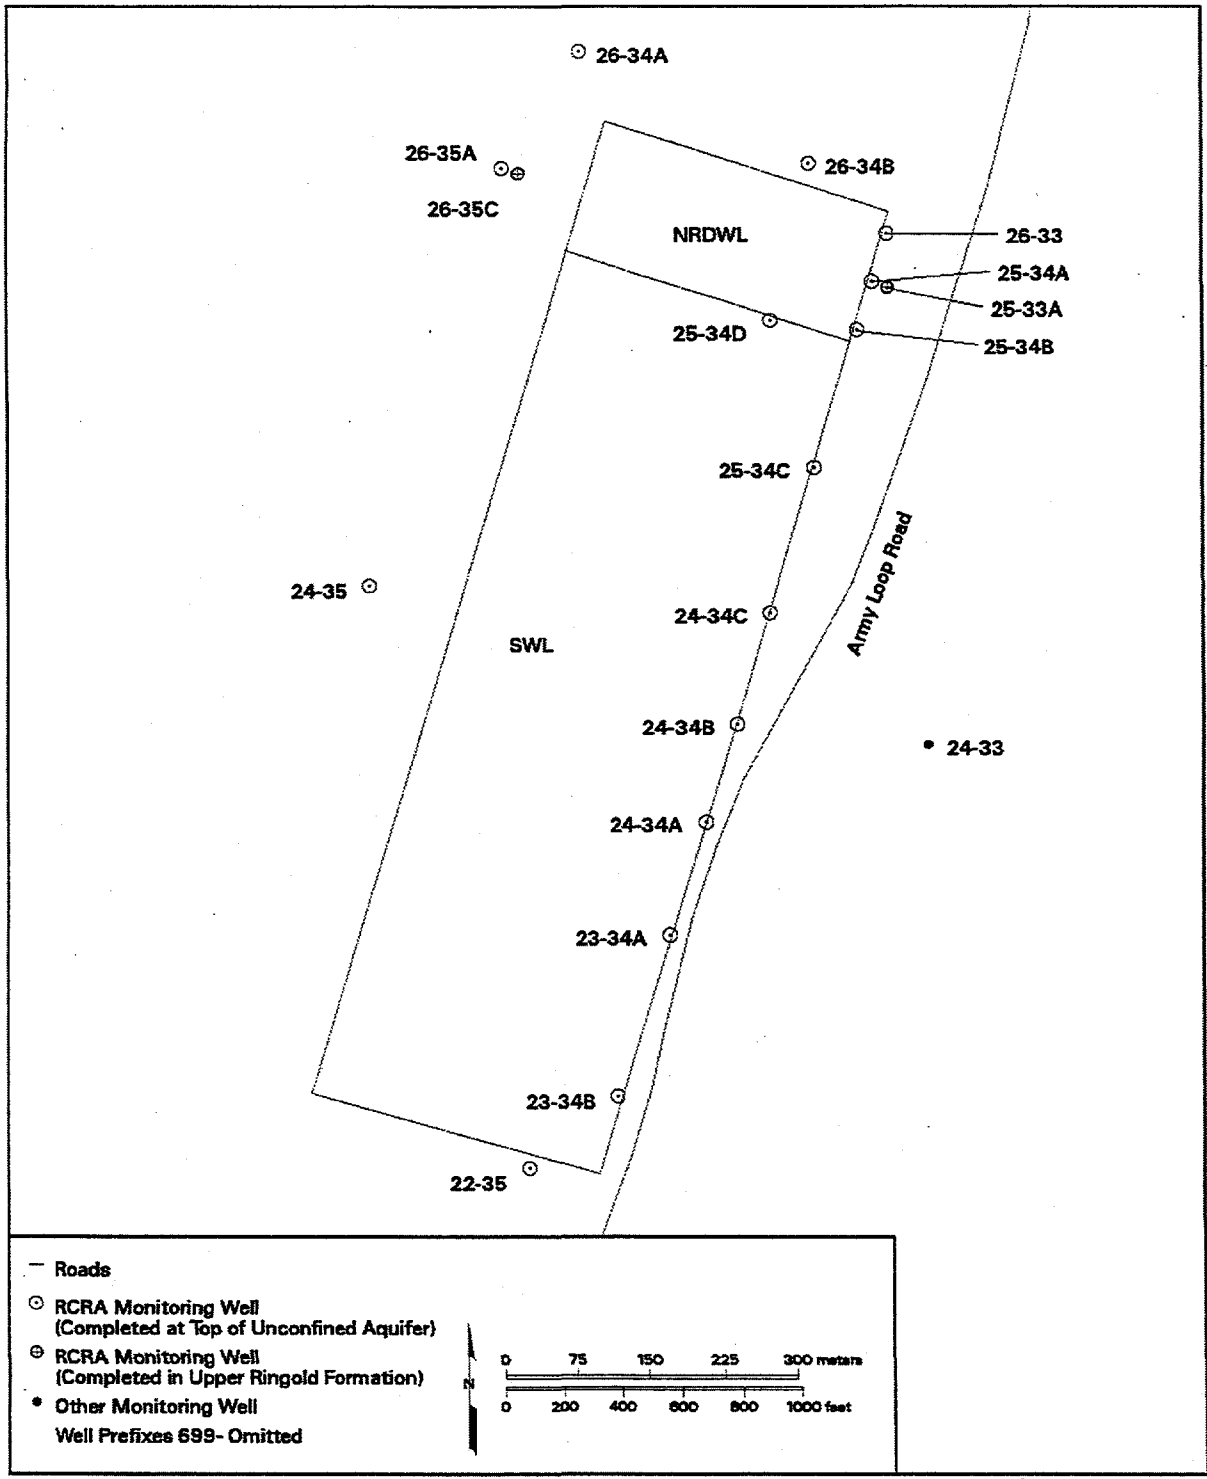 26-34A
26-35A
26-34B
26-35C
NRDWL
26-33
25-34A
25-33A
25-34D
25-34B
25-34C
Army Loop Road
24-35
24-34C
SWL
24-34B
24-33
24-34A
23-34A
23-34B
22-35
Roads
RCRA Monitoring Well
(Completed at Top of Unconfined Aquifer)
RCRA Monitoring Well
(Completed in Upper Ringold Formation)
Other Monitoring Well
Well Prefixes 699- Omitted
N
0 75 150 225 300 meters
0 200 400 600 800 1000 feet